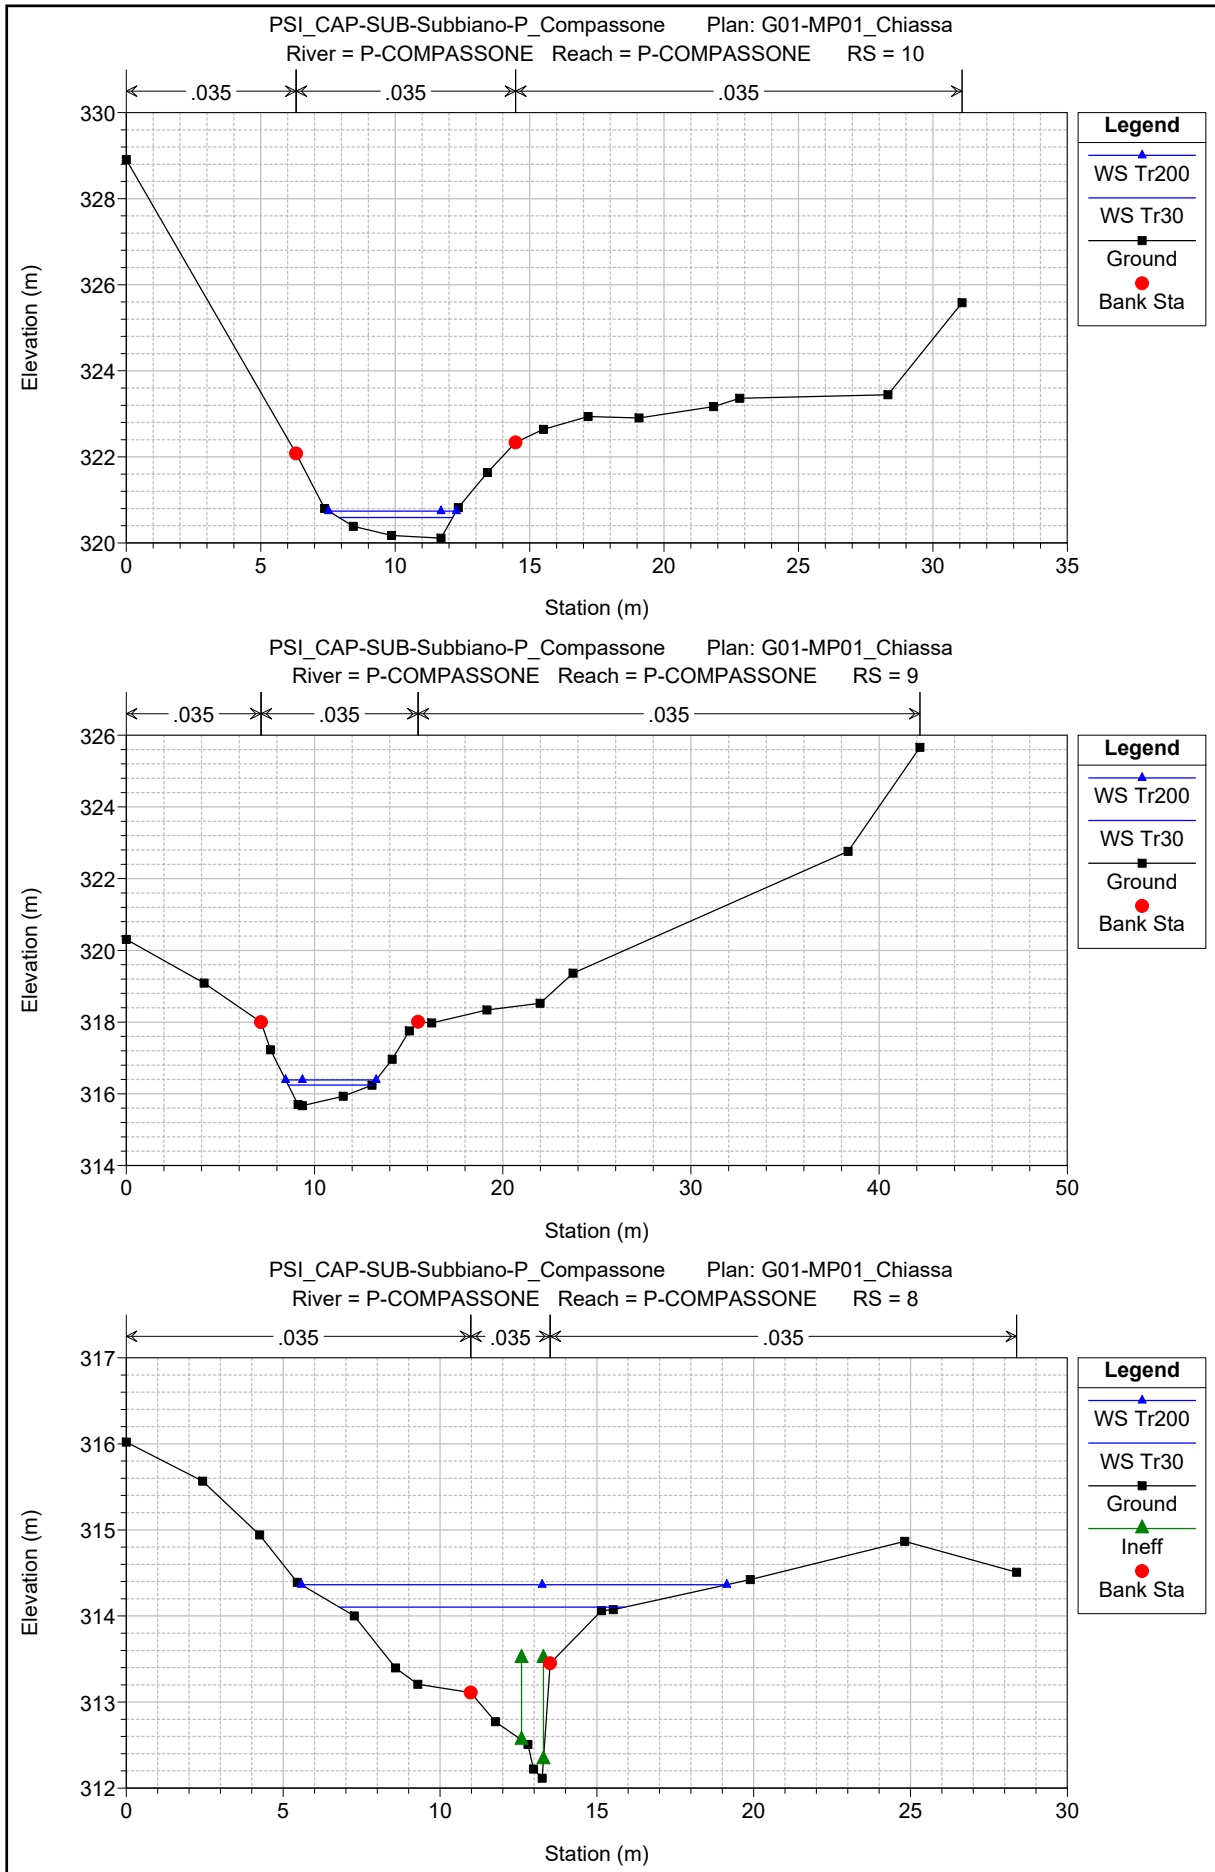 PSI_CAP-SUB-Subbiano-P_Compassone Plan: G01-MP01_Chiassa
River = P-COMPASSONE Reach = P-COMPASSONE RS = 10
.035 .035 .035
330
328
326
324
322
320
Elevation (m)
0 5 10 15 20 25 30 35
Station (m)
Legend
WS Tr200
WS Tr30
Ground
Bank Sta
PSI_CAP-SUB-Subbiano-P_Compassone Plan: G01-MP01_Chiassa
River = P-COMPASSONE Reach = P-COMPASSONE RS = 9
.035 .035 .035
326
324
322
320
318
316
314
Elevation (m)
0 10 20 30 40 50
Station (m)
Legend
WS Tr200
WS Tr30
Ground
Bank Sta
PSI_CAP-SUB-Subbiano-P_Compassone Plan: G01-MP01_Chiassa
River = P-COMPASSONE Reach = P-COMPASSONE RS = 8
.035 .035 .035
317
316
315
314
313
312
Elevation (m)
0 5 10 15 20 25 30
Station (m)
Legend
WS Tr200
WS Tr30
Ground
Ineff
Bank Sta